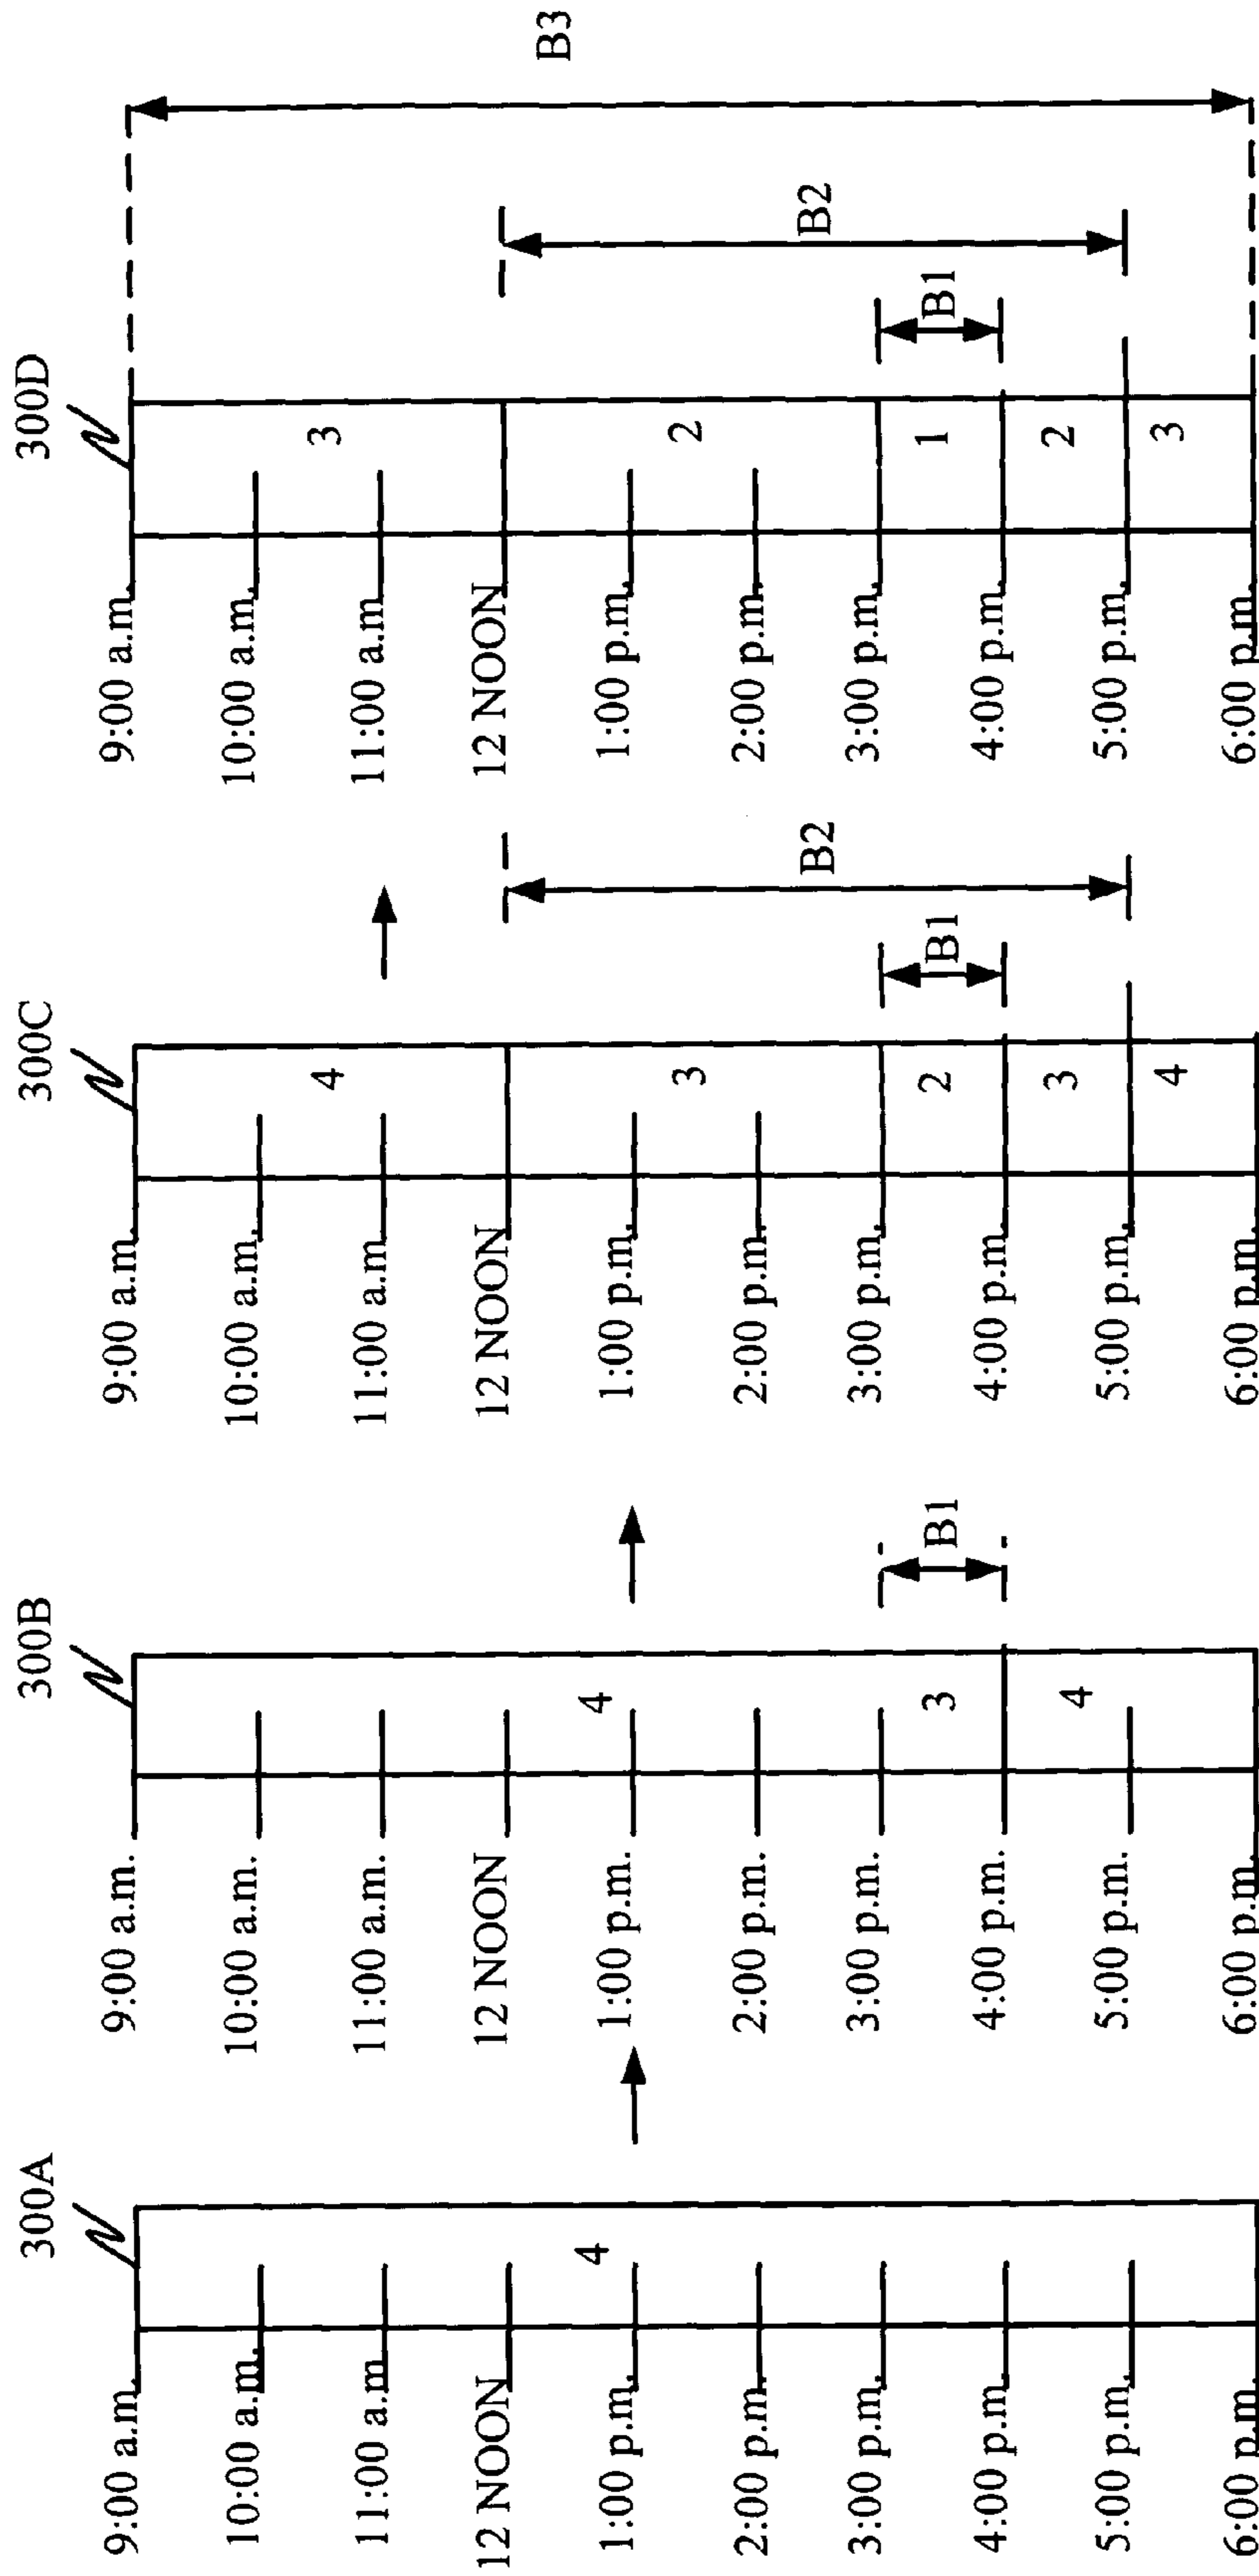 300A
9:00 a.m.
10:00 a.m.
11:00 a.m
12 NOON
4
1:00 p.m.
2:00 p.m.
3:00 p.m.
4:00 p.m.
5:00 p.m.
6:00 p.m.
300B
9:00 a.m.
10:00 a.m.
11:00 a.m.
12 NOON
4
1:00 p.m.
2:00 p.m.
3:00 p.m.
3
B1
4:00 p.m.
4
5:00 p.m.
6:00 p.m.
300C
9:00 a.m.
10:00 a.m.
4
11:00 a.m
12 NOON
1:00 p.m.
3
2:00 p.m.
B2
3:00 p.m.
2
B1
4:00 p.m.
3
5:00 p.m.
4
6:00 p.m.
300D
9:00 a.m.
10:00 a.m.
3
11:00 a.m
12 NOON
B3
1:00 p.m.
2
2:00 p.m.
B2
3:00 p.m.
1
B1
4:00 p.m.
2
5:00 p.m.
3
6:00 p.m.